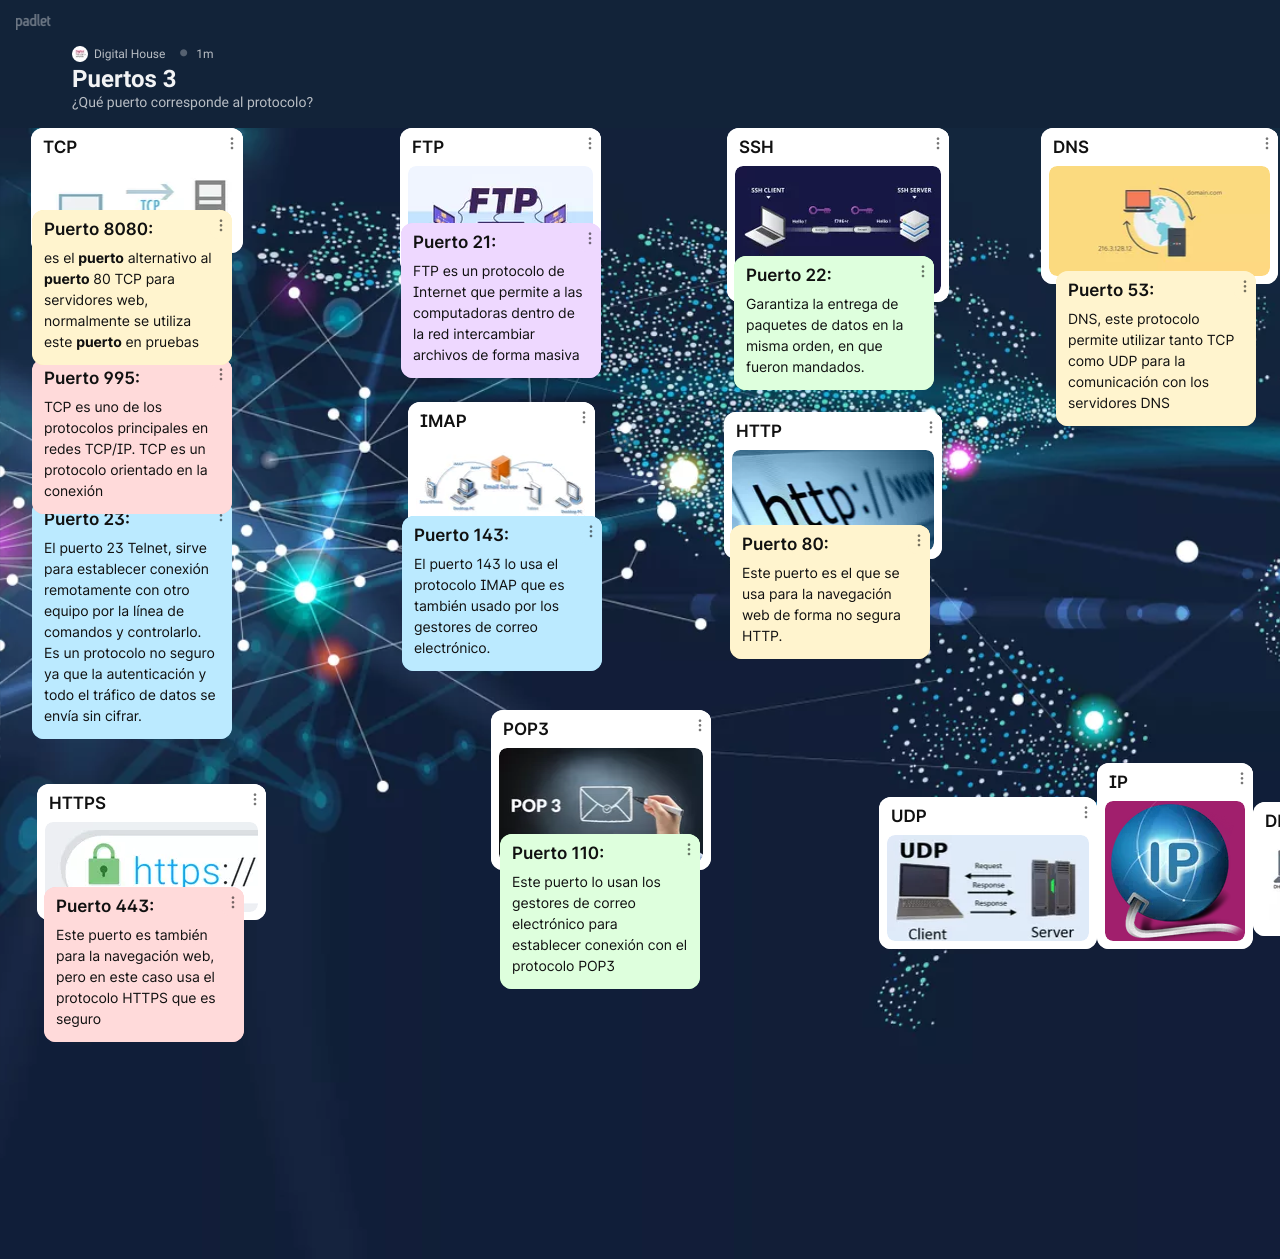 padlet
Digital House
1m
Puertos 3
¿Qué puerto corresponde al protocolo?
TCP
TCP
Puerto 8080:
es el puerto alternativo al
puerto 80 TCP para
servidores web,
normalmente se utiliza
este puerto en pruebas
Puerto 995:
TCP es uno de los
protocolos principales en
redes TCP/IP. TCP es un
protocolo orientado en la
conexión
Puerto 23:
El puerto 23 Telnet, sirve
para establecer conexión
remotamente con otro
equipo por la línea de
comandos y controlarlo.
Es un protocolo no seguro
ya que la autenticación y
todo el tráfico de datos se
envía sin cifrar.
HTTPS
https://
Puerto 443:
Este puerto es también
para la navegación web,
pero en este caso usa el
protocolo HTTPS que es
seguro
FTP
FTP
Puerto 21:
FTP es un protocolo de
Internet que permite a las
computadoras dentro de
la red intercambiar
archivos de forma masiva
IMAP
Email Server
Puerto 143:
El puerto 143 lo usa el
protocolo IMAP que es
también usado por los
gestores de correo
electrónico.
POP3
POP 3
Puerto 110:
Este puerto lo usan los
gestores de correo
electrónico para
establecer conexión con el
protocolo POP3
SSH
SSH CLIENT
SSH SERVER
Puerto 22:
Garantiza la entrega de
paquetes de datos en la
misma orden, en que
fueron mandados.
HTTP
http://www
Puerto 80:
Este puerto es el que se
usa para la navegación
web de forma no segura
HTTP.
DNS
domain.com
216.3.128.12
Puerto 53:
DNS, este protocolo
permite utilizar tanto TCP
como UDP para la
comunicación con los
servidores DNS
UDP
UDP
Request
Response
Response
Client
Server
IP
IP